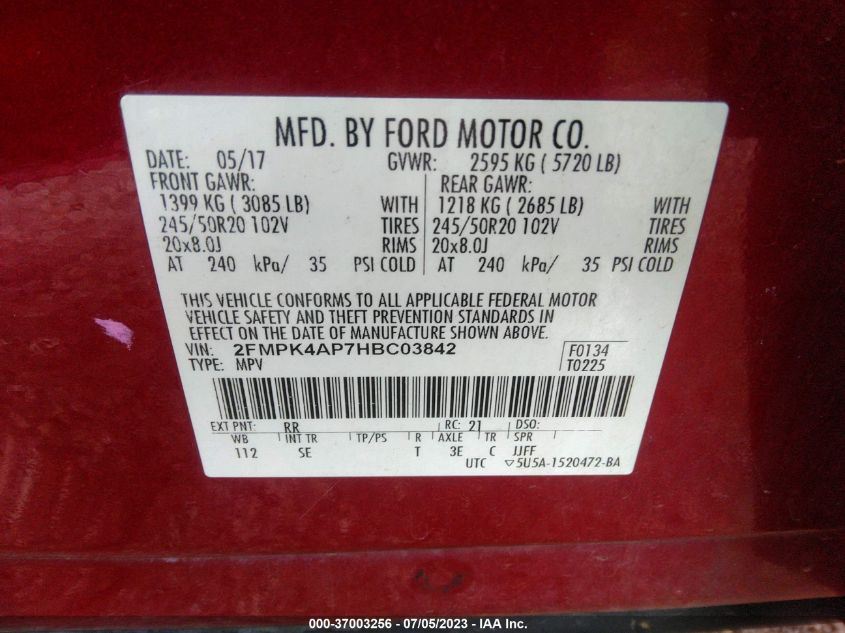 MFD. BY FORD MOTOR CO.
DATE: 05/17 GVWR: 2595 KG ( 5720 LB)
FRONT GAWR: REAR GAWR:
1399 KG ( 3085 LB) WITH 1218 KG ( 2685 LB) WITH
245/50R20 102V TIRES 245/50R20 102V TIRES
20x8.0J RIMS 20x8.0J RIMS
AT 240 kPa/ 35 PSI COLD AT 240 kPa/ 35 PSI COLD
THIS VEHICLE CONFORMS TO ALL APPLICABLE FEDERAL MOTOR
VEHICLE SAFETY AND THEFT PREVENTION STANDARDS IN
EFFECT ON THE DATE OF MANUFACTURE SHOWN ABOVE.
VIN: 2FMPK4AP7HBC03842 F0134
TYPE: MPV T0225
EXT PNT: RR RC: 21 DSO:
WB INT TR TP/PS R AXLE TR SPR
112 SE T 3E C JJFF
UTC ▽5U5A-1520472-BA
000-37003256 - 07/05/2023 - IAA Inc.